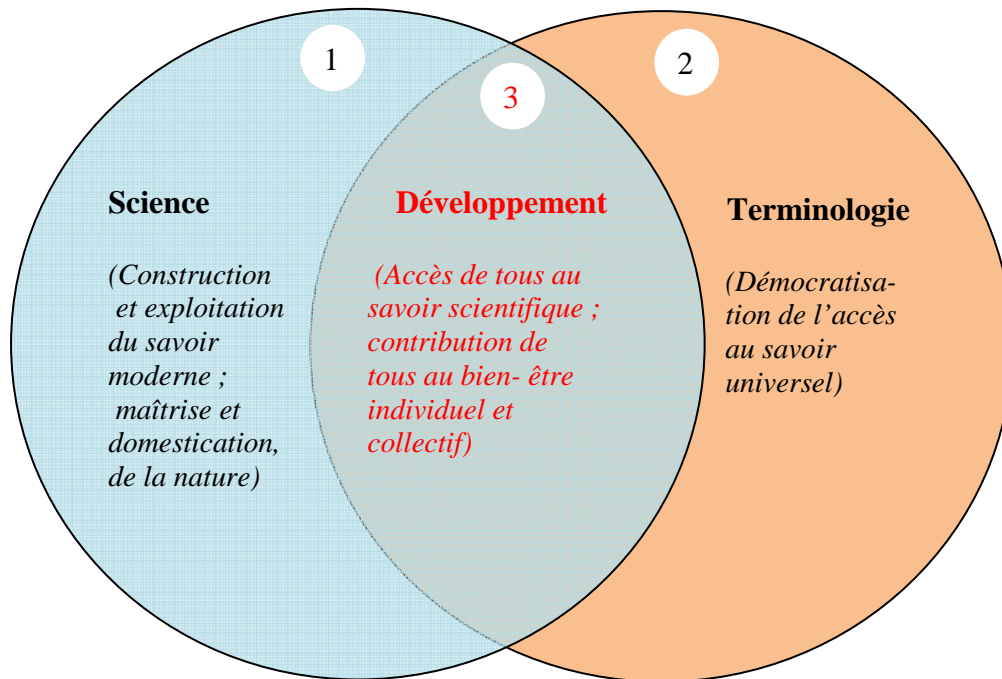 1
Science
(Construction
et exploitation
du savoir
moderne ;
maîtrise et
domestication,
de la nature)
3
Développement
(Accès de tous au
savoir scientifique ;
contribution de
tous au bien- être
individuel et
collectif)
2
Terminologie
(Démocratisa-
tion de l’accès
au savoir
universel)